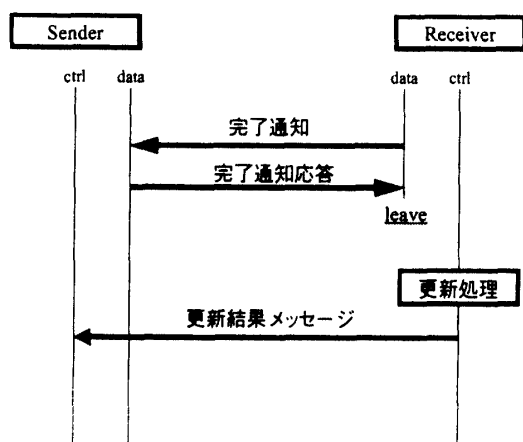 Sender
Receiver
ctrl
data
data
ctrl
完了通知
完了通知応答
leave
更新処理
更新結果メッセージ